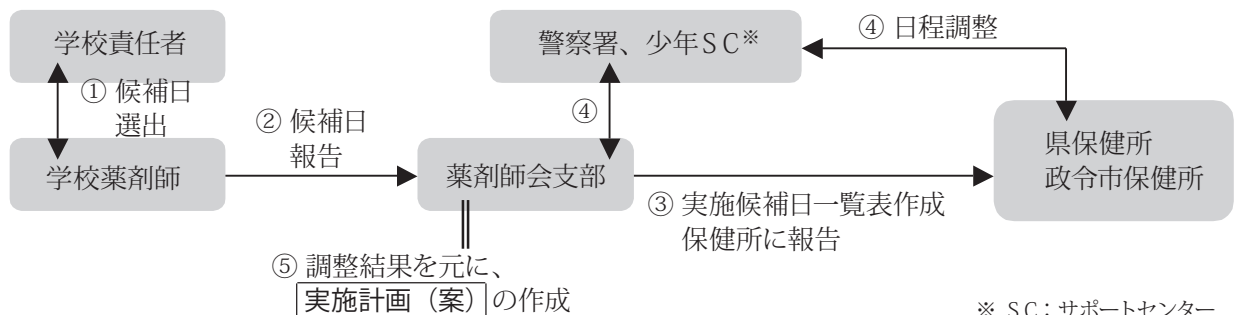 学校責任者
警察署、少年SC※
④ 日程調整
① 候補日
選出
② 候補日
報告
④
県保健所
政令市保健所
学校薬剤師
薬剤師会支部
③ 実施候補日一覧表作成
保健所に報告
⑤ 調整結果を元に、
実施計画（案）の作成
※ SC：サポートセンター